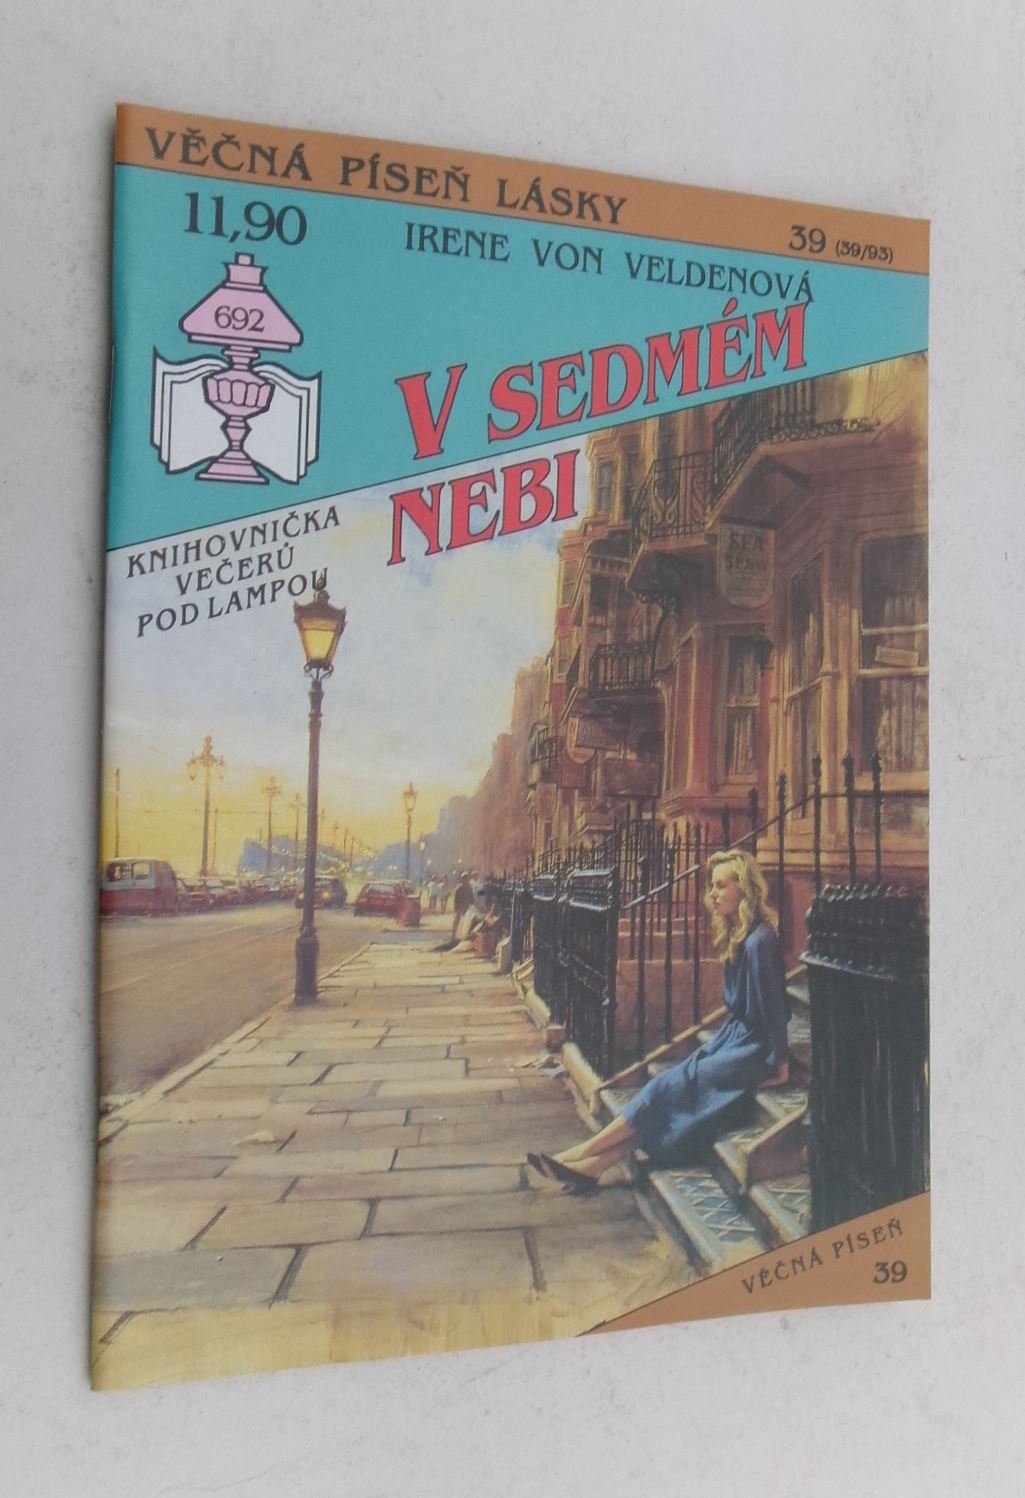 VĚČNÁ PÍSEŇ LÁSKY
39 (39/93)
11,90
IRENE VON VELDENOVÁ
692
V SEDMÉM
NEBI
KNIHOVNIČKA
VEČERŮ
POD LAMPOU
SEA
VĚČNÁ PÍSEŇ
39